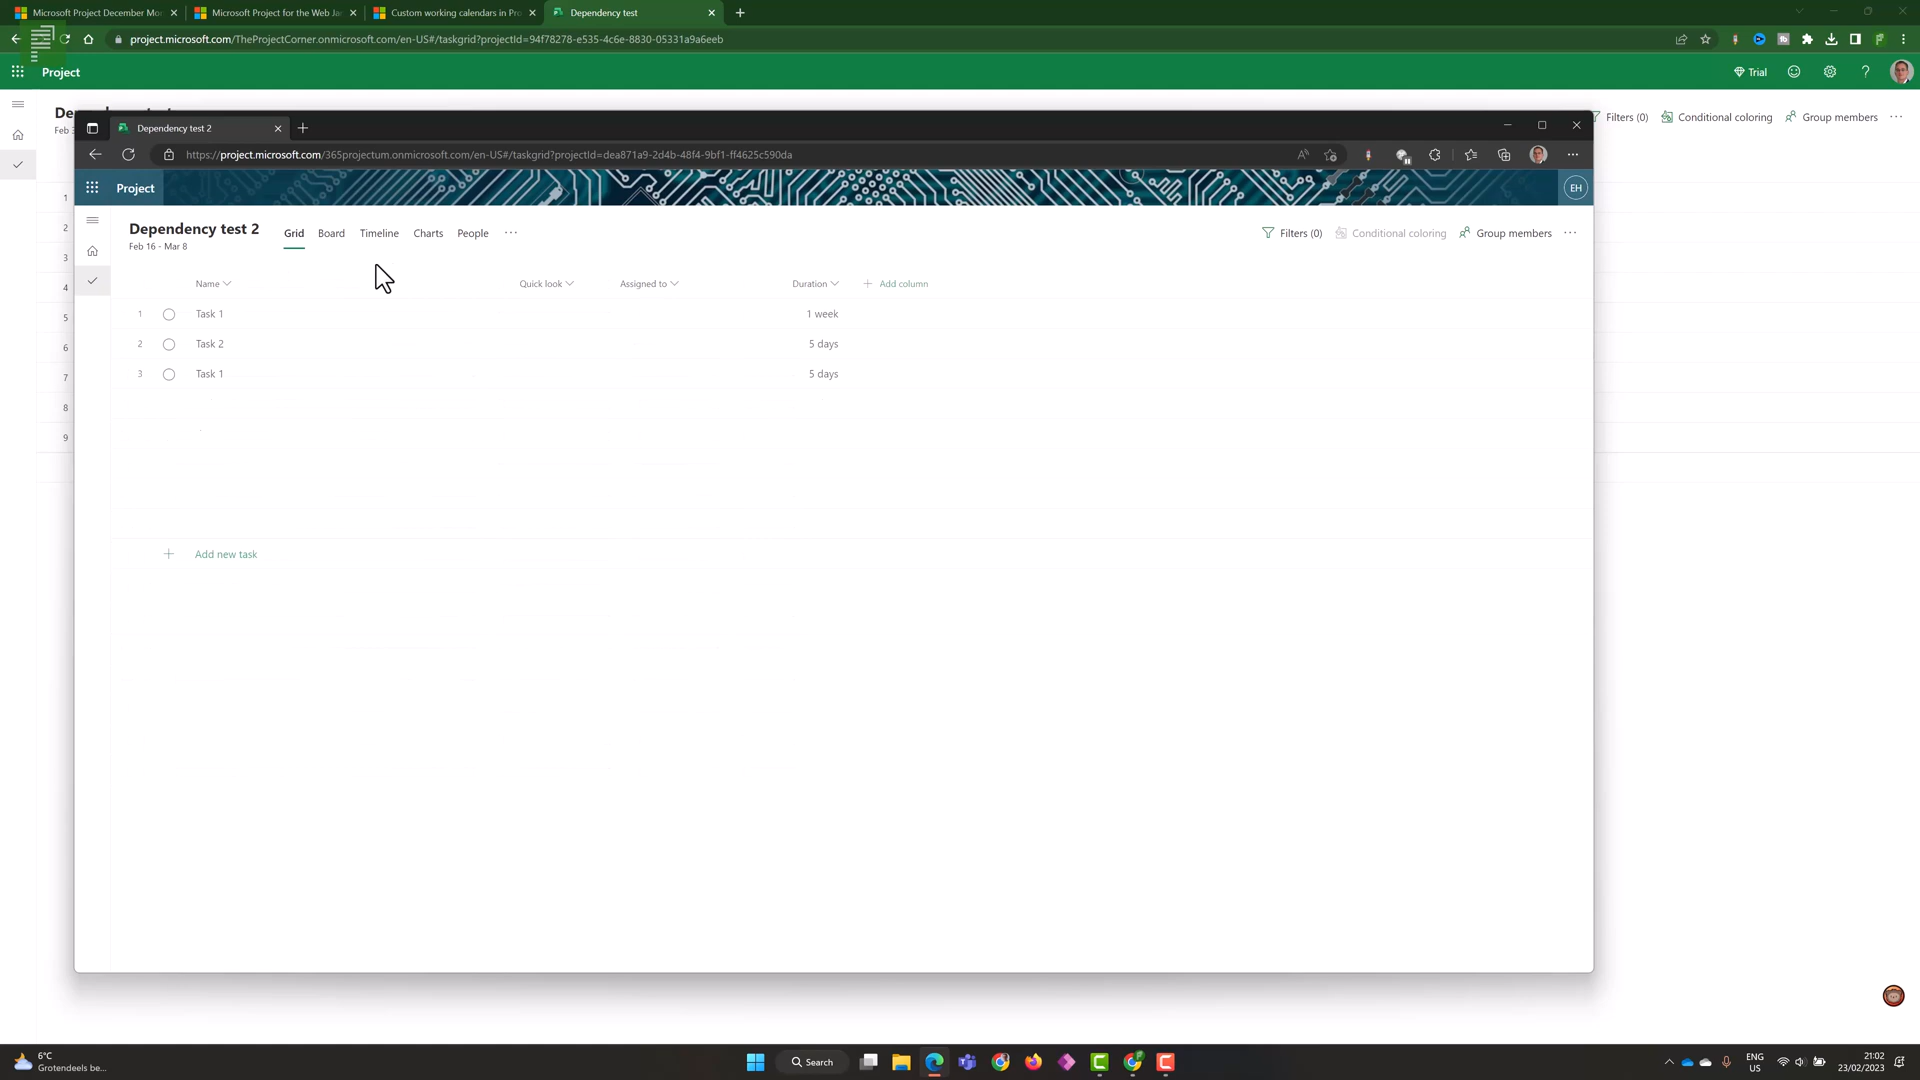 Microsoft Project December Mo
Microsoft Project for the Web Ja
Custom working calendars in Pro
Dependency test
project.microsoft.com/TheProjectCorner.onmicrosoft.com/en-US#/taskgrid?projectId=94f78278-e535-4c6e-8830-05331a9a6eeb
Project
Trial
De
Feb
Filters (0)
Conditional coloring
Group members
Dependency test 2
https://project.microsoft.com/365projectum.onmicrosoft.com/en-US#/taskgrid?projectId=dea871a9-2d4b-48f4-9bf1-ff4625c590da
Project
EH
Dependency test 2
Feb 16 - Mar 8
Grid
Board
Timeline
Charts
People
Filters (0)
Conditional coloring
Group members
Name
Quick look
Assigned to
Duration
Add column
1 Task 1 1 week
2 Task 2 5 days
3 Task 1 5 days
Add new task
1
2
3
4
5
6
7
8
9
6°C
Grotendeels be...
Search
ENG
US
21:02
23/02/2023